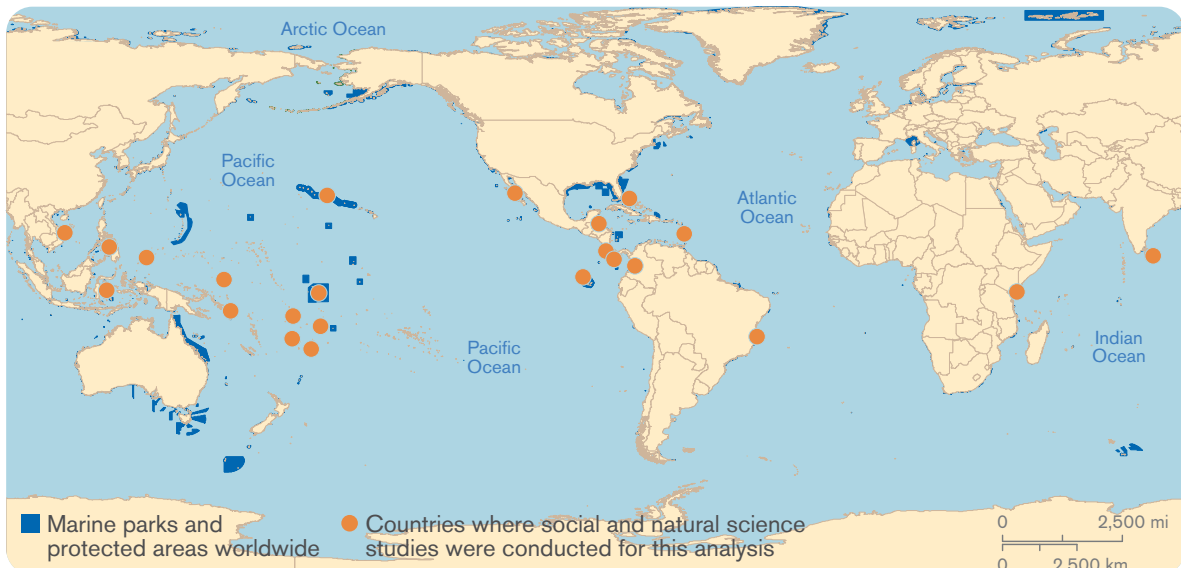 Arctic Ocean
Pacific
Ocean
Atlantic
Ocean
Pacific
Ocean
Indian
Ocean
Marine parks and
protected areas worldwide
Countries where social and natural science
studies were conducted for this analysis
0 2,500 mi
0 2,500 km